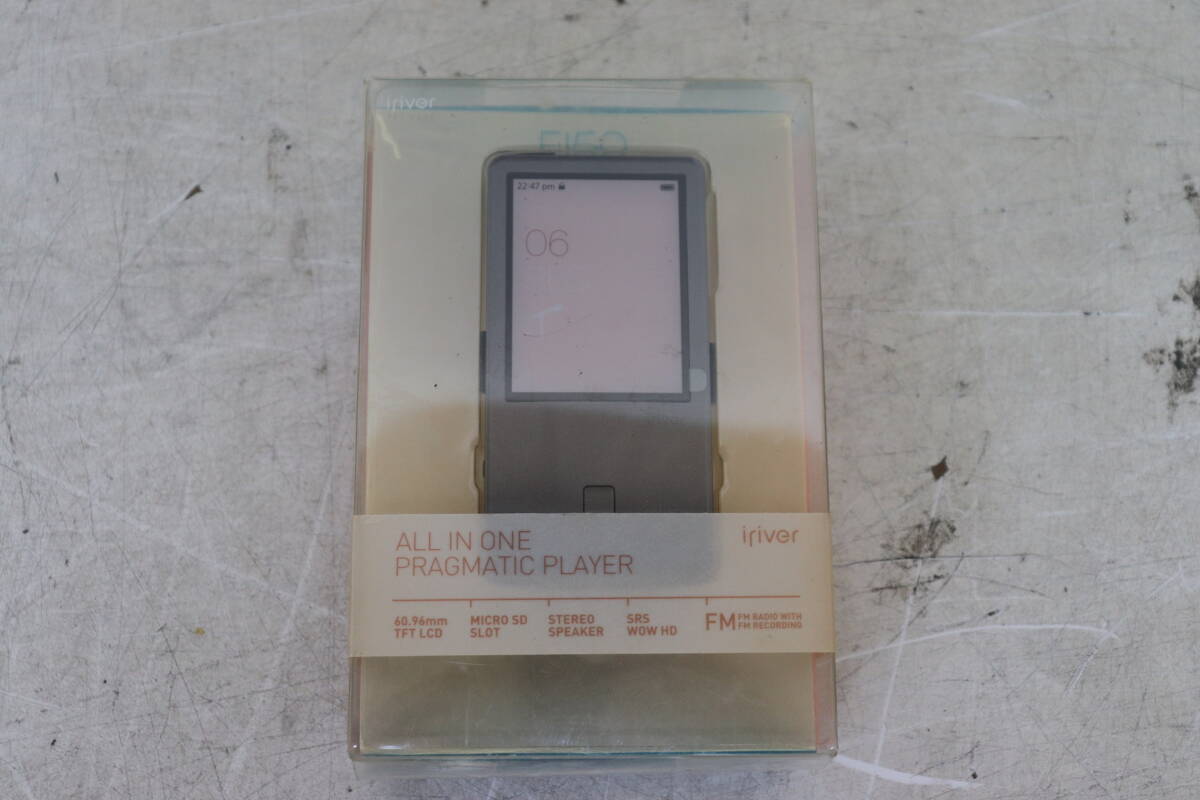 iriver
E150
22:47 pm
06
ALL IN ONE
PRAGMATIC PLAYER
iriver
60.96mm
TFT LCD
MICRO SD
SLOT
STEREO
SPEAKER
SRS
WOW HD
FM
FM RADIO WITH
FM RECORDING